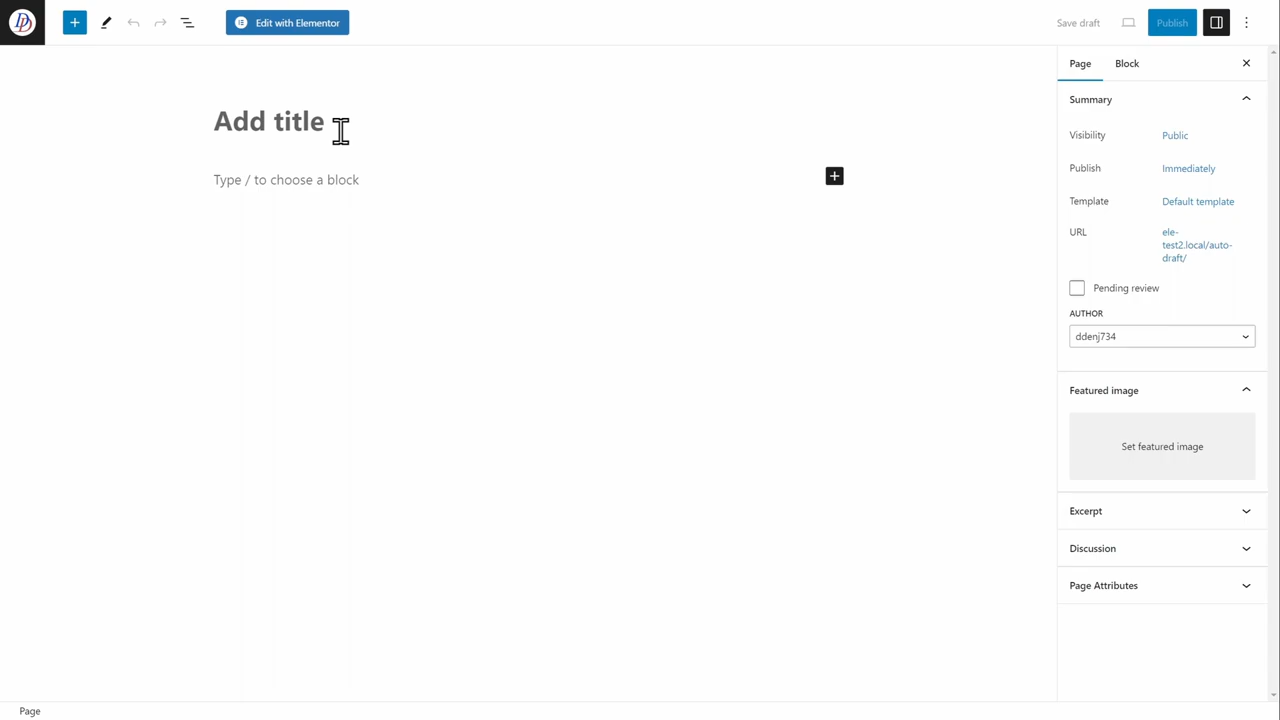 Edit with Elementor
Save draft
Publish
Add title
Type / to choose a block
Page
Block
Summary
Visibility
Public
Publish
Immediately
Template
Default template
URL
ele-
test2.local/auto-
draft/
Pending review
AUTHOR
ddenj734
Featured image
Set featured image
Excerpt
Discussion
Page Attributes
Page